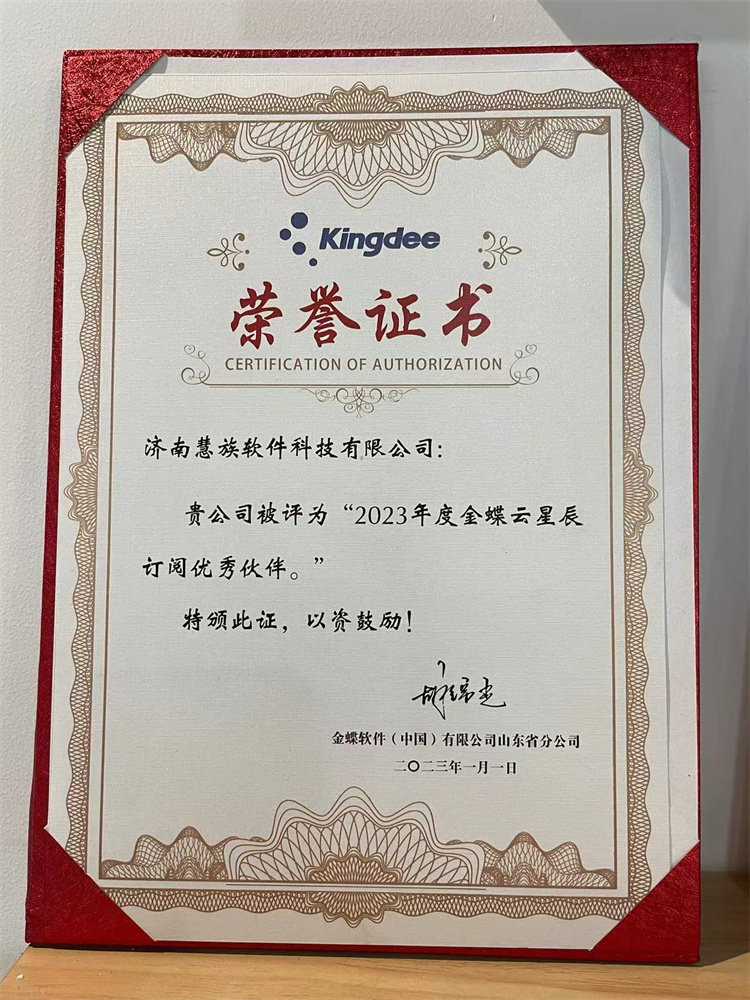 Kingdee
荣誉证书
CERTIFICATION OF AUTHORIZATION
济南慧族软件科技有限公司：
贵公司被评为“2023年度金蝶云星辰
订阅优秀伙伴。”
特颁此证，以资鼓励！
金蝶软件（中国）有限公司山东省分公司
二〇二三年一月一日